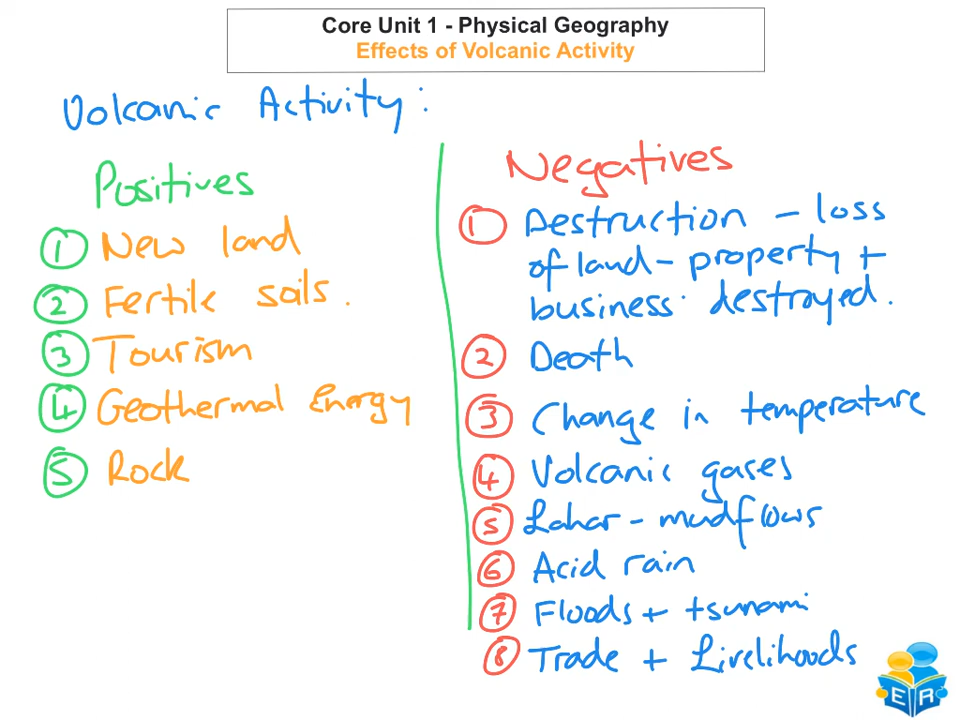 Core Unit 1 - Physical Geography
Effects of Volcanic Activity
Volcanic Activity:
Positives
1 New land
2 Fertile soils.
3 Tourism
4 Geothermal Energy
5 Rock
Negatives
1 Destruction - loss
of land - property +
business destroyed.
2 Death
3 Change in temperature
4 Volcanic gases
5 Lahar - mudflows
6 Acid rain
7 Floods + tsunami
8 Trade + Livelihoods
E R